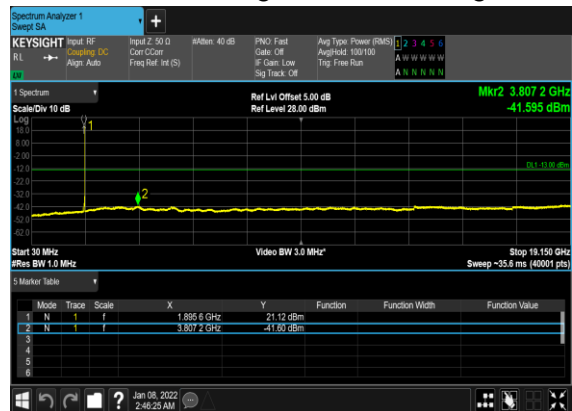 Spectrum Analyzer 1
Swept SA
+
KEYSIGHT Input: RF Input Z: 50 Ω #Atten: 40 dB PNO: Fast Avg Type: Power (RMS) 1 2 3 4 5 6
RL Coupling: DC Corr CCorr Gate: Off Avg|Hold: 100/100 A W W W W W
Align: Auto Freq Ref: Int (S) IF Gain: Low Trig: Free Run
LW Sig Track: Off A N N N N N
1 Spectrum Ref Lvl Offset 5.00 dB Mkr2 3.807 2 GHz
Scale/Div 10 dB Ref Level 28.00 dBm -41.595 dBm
Log
18.0 1
8.00
-2.00
-12.0 DL1 -13.00 dBm
-22.0
-32.0 2
-42.0
-52.0
-62.0
Start 30 MHz Video BW 3.0 MHz* Stop 19.150 GHz
#Res BW 1.0 MHz Sweep ~35.6 ms (40001 pts)
5 Marker Table
Mode Trace Scale X Y Function Function Width Function Value
1 N 1 f 1.895 6 GHz 21.12 dBm
2 N 1 f 3.807 2 GHz -41.60 dBm
3
4
5
6
? Jan 08, 2022
2:46:25 AM